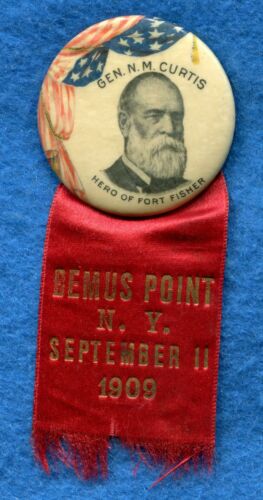 GEN. N. M. CURTIS
HERO OF FORT FISHER
BEMUS POINT
N. Y.
SEPTEMBER 11
1909